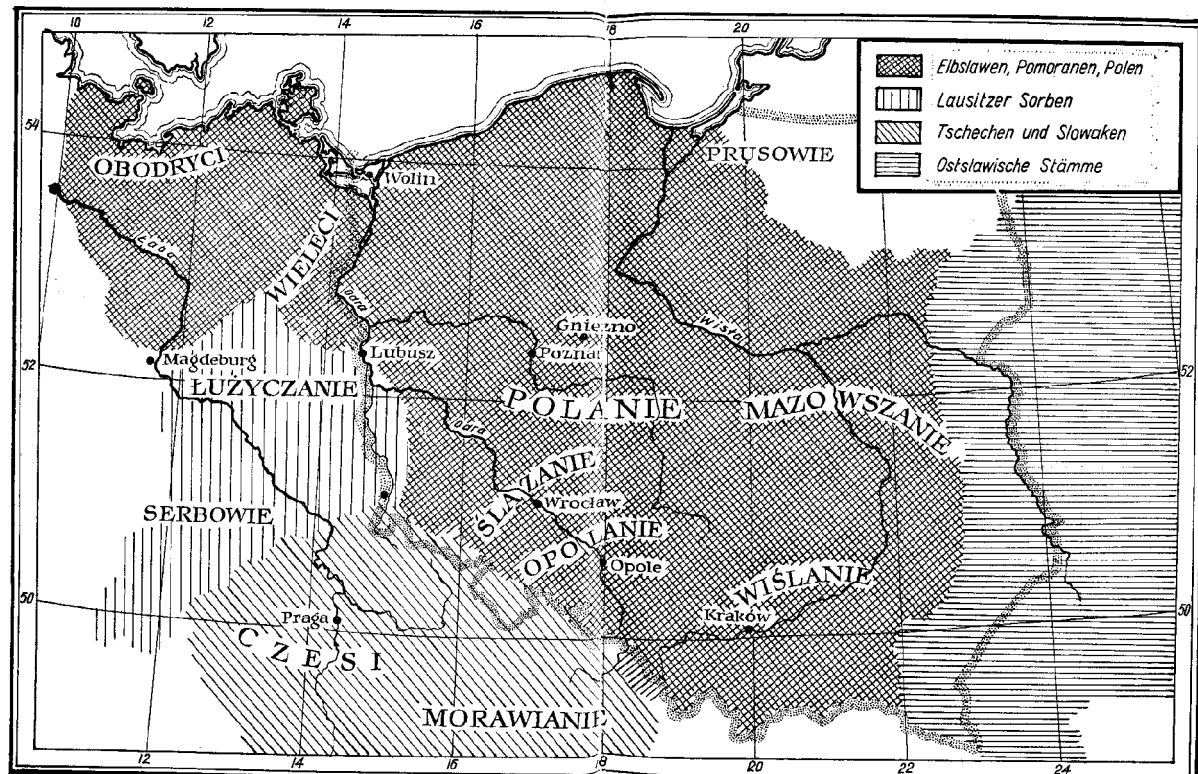 10
12
14
16
18
20
Elbslawen, Pomoranen, Polen
Lausitzer Sorben
Tschechen und Slowaken
Ostslawische Stämme
54
OBODRYCI
PRUSOWIE
Wolin
WIELECI
Łaba
Odra
Wisła
Gniezno
Magdeburg
Lubusz
Poznań
52
52
ŁUŻYCZANIE
POLANIE
MAZOWSZANIE
Odra
ŚLĄZANIE
Wrocław
SERBOWIE
OPOLANIE
Opole
WIŚLANIE
50
50
Praga
Kraków
CZESI
MORAWIANIE
12
14
16
18
20
22
24